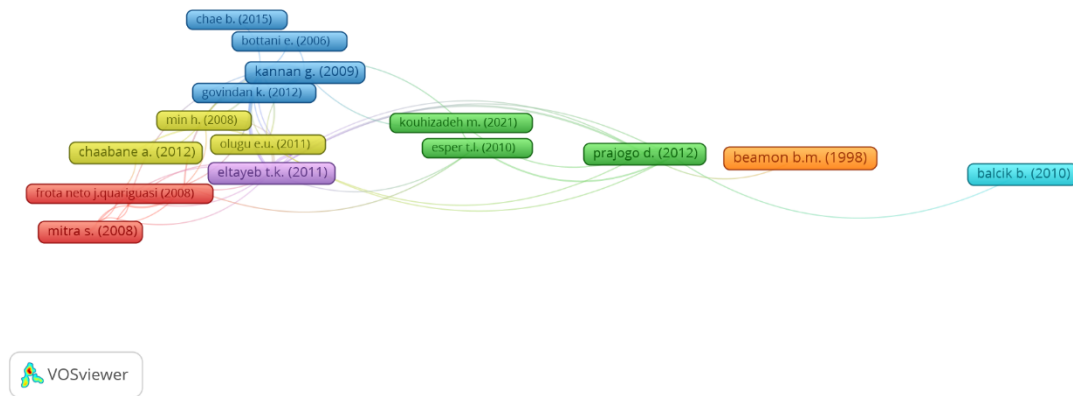 chae b. (2015)
bottani e. (2006)
kannan g. (2009)
govindan k. (2012)
min h. (2008)
kouhizadeh m. (2021)
olugu e.u. (2011)
esper t.l. (2010)
chaabane a. (2012)
prajogo d. (2012)
beamon b.m. (1998)
eltayeb t.k. (2011)
balcik b. (2010)
frota neto j.quariguasi (2008)
mitra s. (2008)
VOSviewer